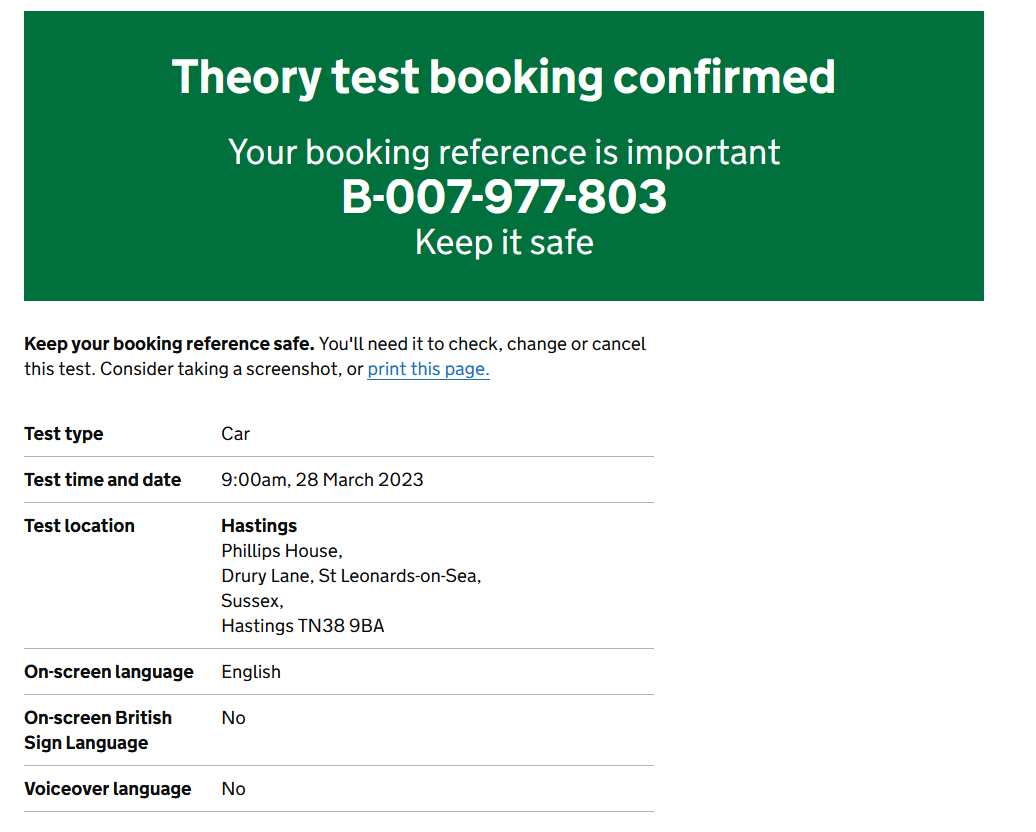 Theory test booking confirmed
Your booking reference is important
B-007-977-803
Keep it safe
Keep your booking reference safe. You'll need it to check, change or cancel
this test. Consider taking a screenshot, or print this page.
Test type Car
Test time and date 9:00am, 28 March 2023
Test location Hastings
Phillips House,
Drury Lane, St Leonards-on-Sea,
Sussex,
Hastings TN38 9BA
On-screen language English
On-screen British No
Sign Language
Voiceover language No